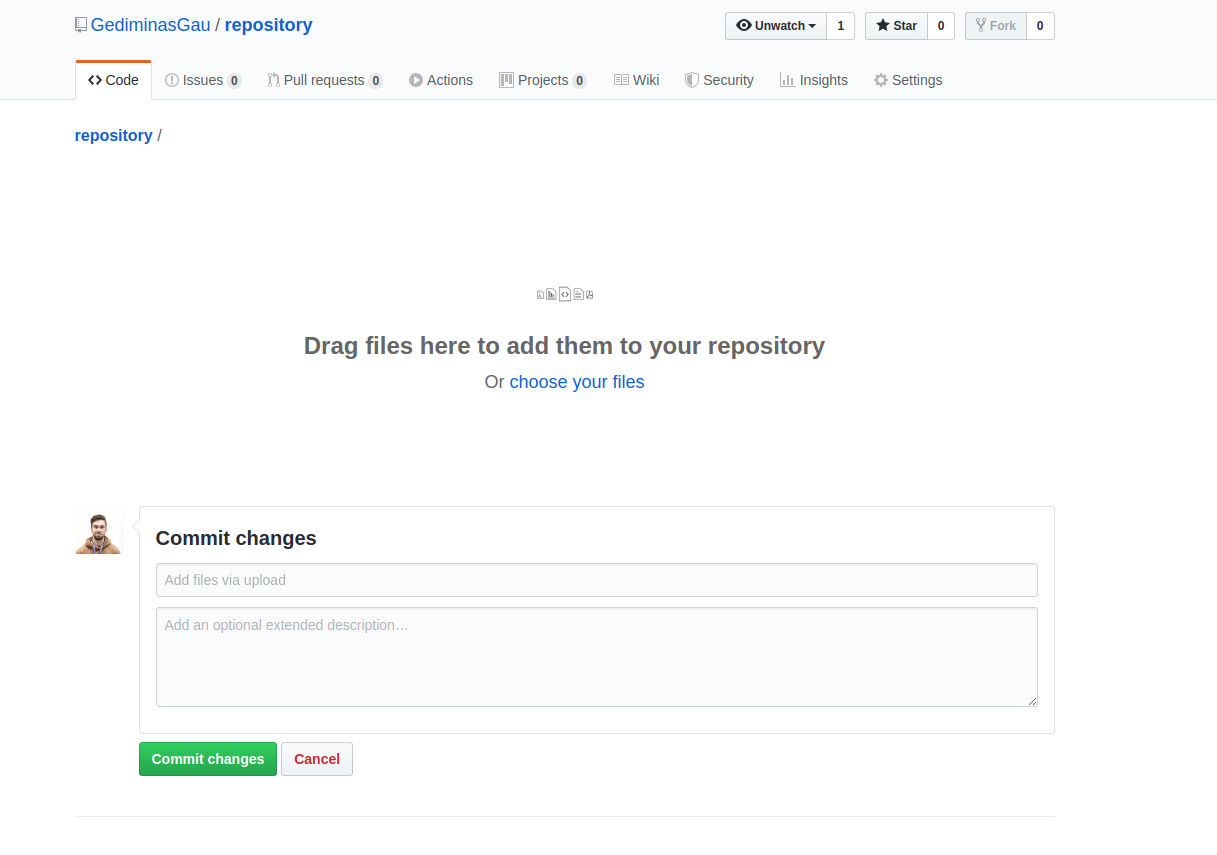 GediminasGau / repository
Unwatch 1 Star 0 Fork 0
Code Issues 0 Pull requests 0 Actions Projects 0 Wiki Security Insights Settings
repository /
Drag files here to add them to your repository
Or choose your files
Commit changes
Add files via upload
Add an optional extended description…
Commit changes Cancel